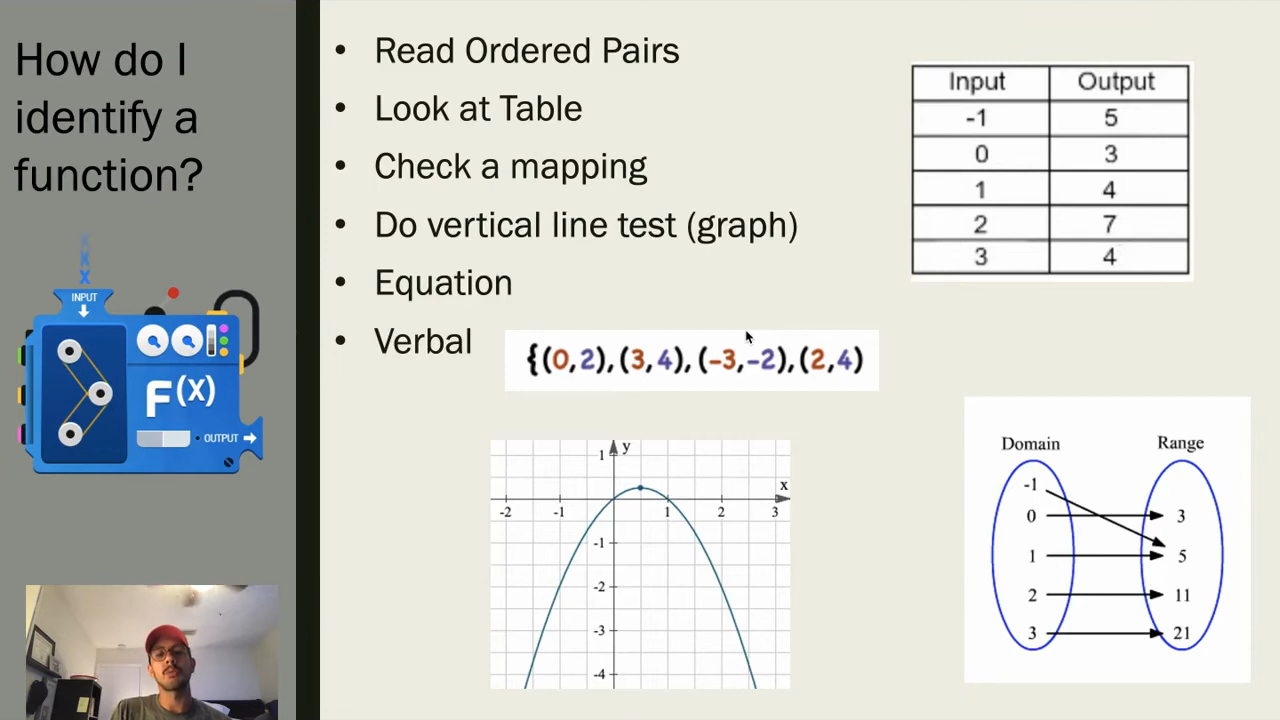 How do I
identify a
function?
• Read Ordered Pairs
• Look at Table
• Check a mapping
• Do vertical line test (graph)
• Equation
• Verbal
{(0,2),(3,4),(-3,-2),(2,4)
Input Output
-1 5
0 3
1 4
2 7
3 4
x
x
x
INPUT
F(X)
OUTPUT
y
1
x
-2 -1 1 2 3
-1
-2
-3
-4
Domain Range
-1
0 3
1 5
2 11
3 21